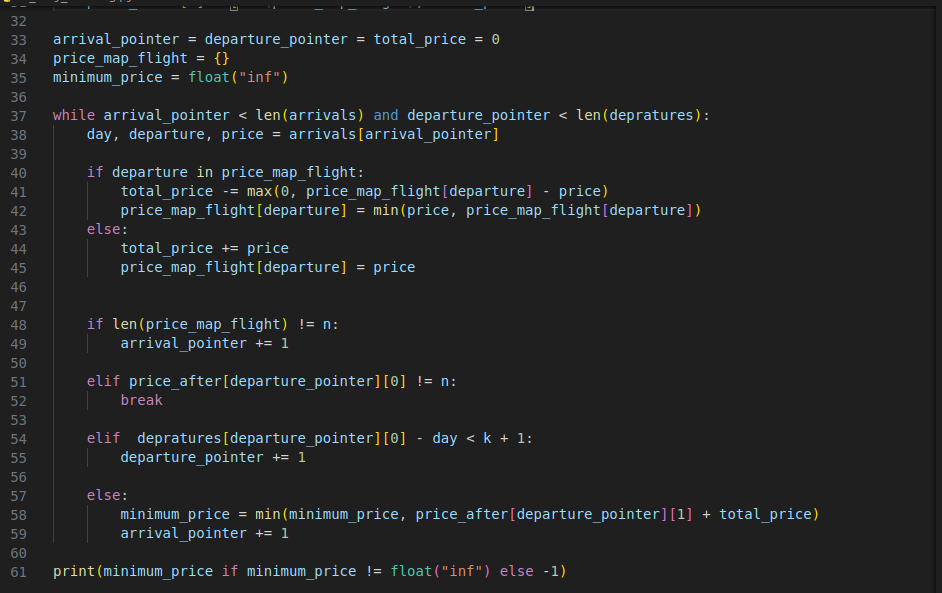 32
33 arrival_pointer = departure_pointer = total_price = 0
34 price_map_flight = {}
35 minimum_price = float("inf")
36
37 while arrival_pointer < len(arrivals) and departure_pointer < len(depratures):
38     day, departure, price = arrivals[arrival_pointer]
39
40     if departure in price_map_flight:
41         total_price -= max(0, price_map_flight[departure] - price)
42         price_map_flight[departure] = min(price, price_map_flight[departure])
43     else:
44         total_price += price
45         price_map_flight[departure] = price
46
47
48     if len(price_map_flight) != n:
49         arrival_pointer += 1
50
51     elif price_after[departure_pointer][0] != n:
52         break
53
54     elif  depratures[departure_pointer][0] - day < k + 1:
55         departure_pointer += 1
56
57     else:
58         minimum_price = min(minimum_price, price_after[departure_pointer][1] + total_price)
59         arrival_pointer += 1
60
61 print(minimum_price if minimum_price != float("inf") else -1)